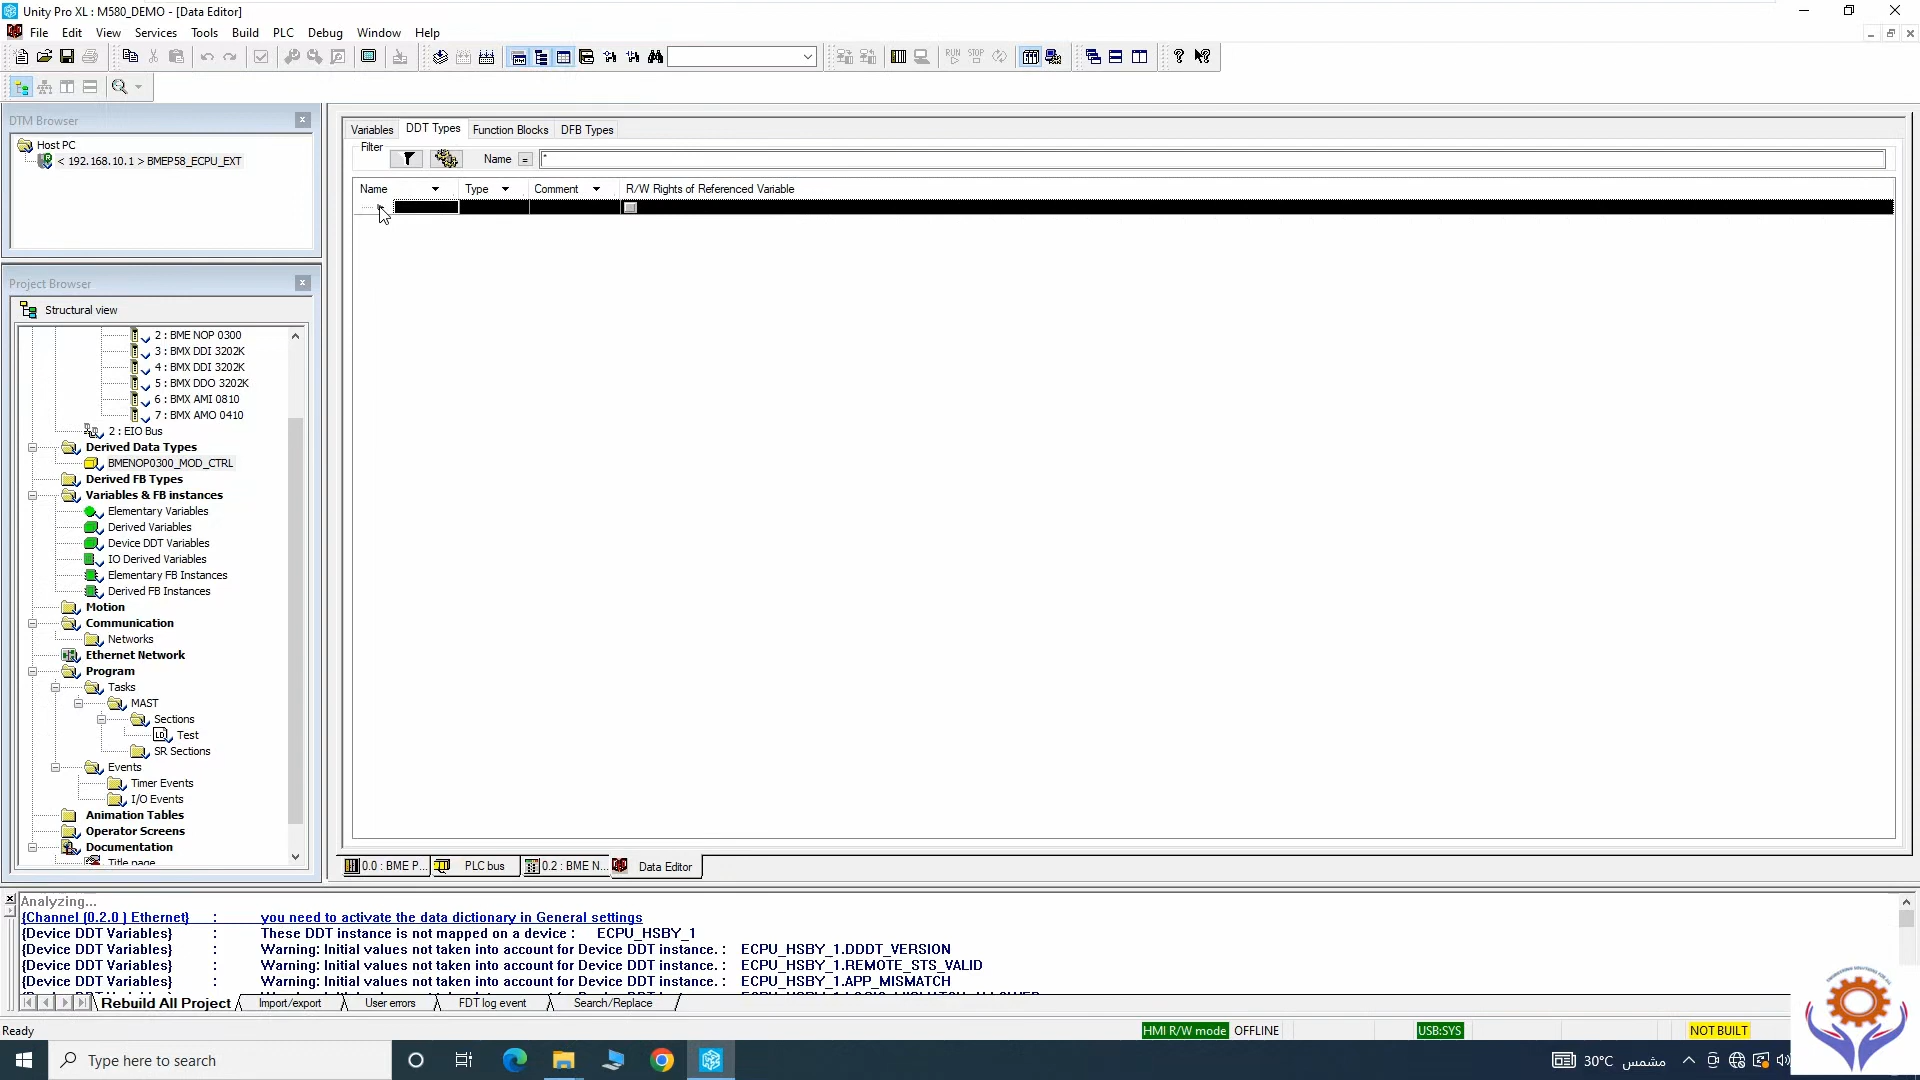 Unity Pro XL : M580_DEMO - [Data Editor]
File Edit View Services Tools Build PLC Debug Window Help
RUN STOP
DTM Browser
Host PC
< 192.168.10.1 > BMEP58_ECPU_EXT
Variables DDT Types Function Blocks DFB Types
Filter
Name = *
Name Type Comment R/W Rights of Referenced Variable
Project Browser
Structural view
2 : BME NOP 0300
3 : BMX DDI 3202K
4 : BMX DDI 3202K
5 : BMX DDO 3202K
6 : BMX AMI 0810
7 : BMX AMO 0410
2 : EIO Bus
Derived Data Types
BMENOP0300_MOD_CTRL
Derived FB Types
Variables & FB instances
Elementary Variables
Derived Variables
Device DDT Variables
IO Derived Variables
Elementary FB Instances
Derived FB Instances
Motion
Communication
Networks
Ethernet Network
Program
Tasks
MAST
Sections
LD Test
SR Sections
Events
Timer Events
I/O Events
Animation Tables
Operator Screens
Documentation
Title page
0.0 : BME P... PLC bus 0.2 : BME N... Data Editor
Analyzing...
{Channel (0.2.0 ) Ethernet} : you need to activate the data dictionary in General settings
{Device DDT Variables} : These DDT instance is not mapped on a device : ECPU_HSBY_1
{Device DDT Variables} : Warning: Initial values not taken into account for Device DDT instance. : ECPU_HSBY_1.DDDT_VERSION
{Device DDT Variables} : Warning: Initial values not taken into account for Device DDT instance. : ECPU_HSBY_1.REMOTE_STS_VALID
{Device DDT Variables} : Warning: Initial values not taken into account for Device DDT instance. : ECPU_HSBY_1.APP_MISMATCH
Rebuild All Project Import/export User errors FDT log event Search/Replace
Ready HMI R/W mode OFFLINE USB:SYS NOT BUILT
Type here to search
30°C مشمس